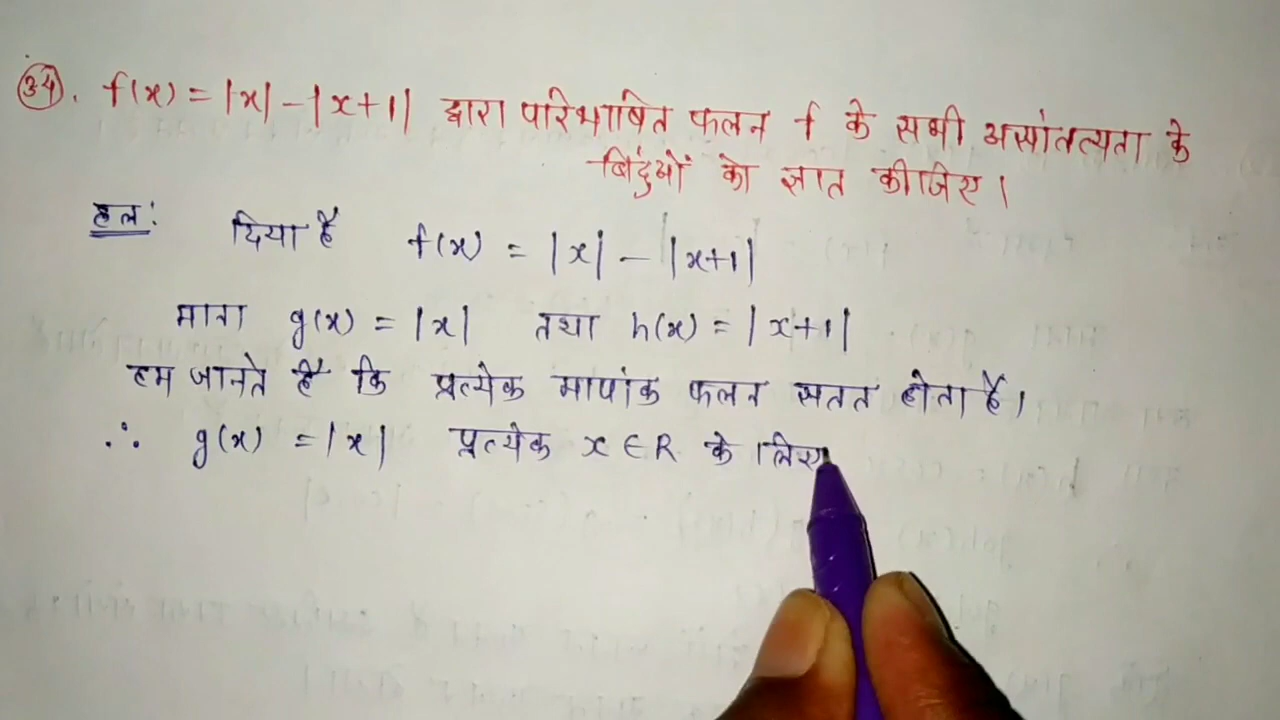 34. f(x) = |x| - |x+1| द्वारा परिभाषित फलन f के सभी असांतत्यता के
बिंदुओं को ज्ञात कीजिए।
हल: दिया है f(x) = |x| - |x+1|
माना g(x) = |x| तथा h(x) = |x+1|
हम जानते है कि प्रत्येक मापांक फलन सतत होता है।
∴ g(x) = |x| प्रत्येक x ∈ R के लिए